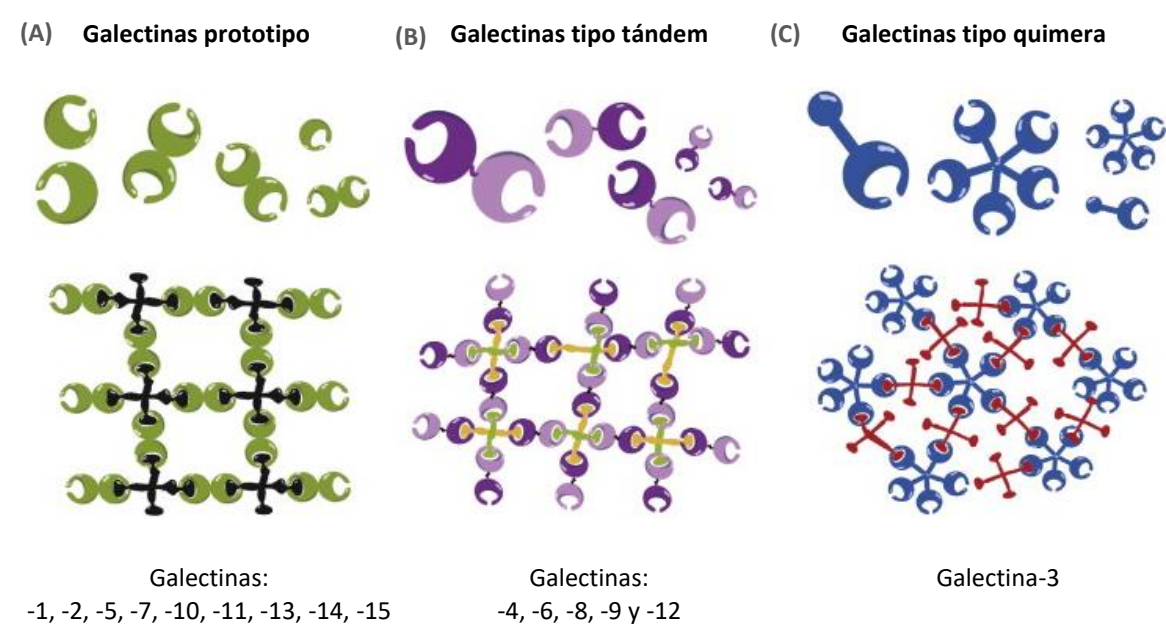 (A) Galectinas prototipo
(B) Galectinas tipo tándem
(C) Galectinas tipo quimera
Galectinas:
-1, -2, -5, -7, -10, -11, -13, -14, -15
Galectinas:
-4, -6, -8, -9 y -12
Galectina-3